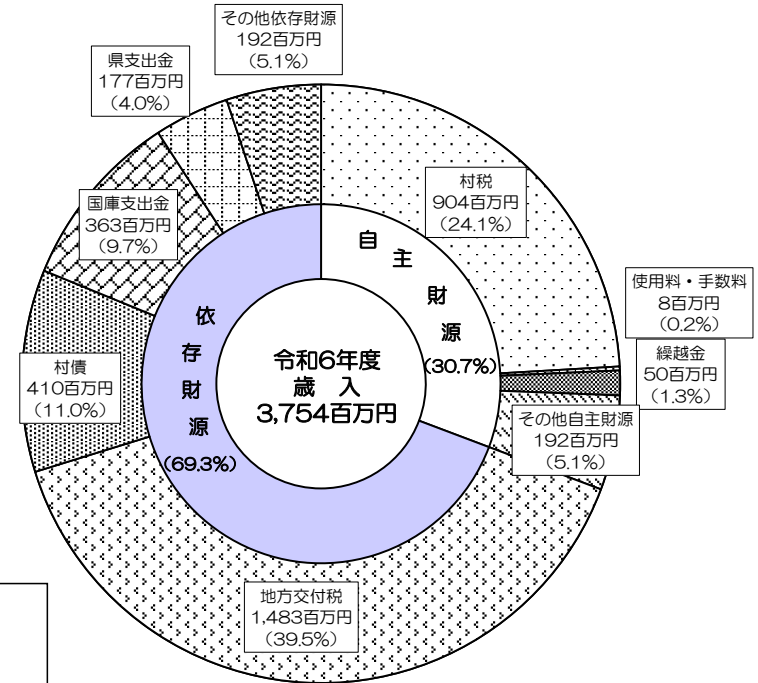 その他依存財源
192百万円
(5.1%)
県支出金
177百万円
(4.0%)
村税
904百万円
(24.1%)
国庫支出金
363百万円
(9.7%)
自主財源
(30.7%)
使用料・手数料
8百万円
(0.2%)
繰越金
50百万円
(1.3%)
依存財源
(69.3%)
令和6年度
歳 入
3,754百万円
村債
410百万円
(11.0%)
その他自主財源
192百万円
(5.1%)
地方交付税
1,483百万円
(39.5%)